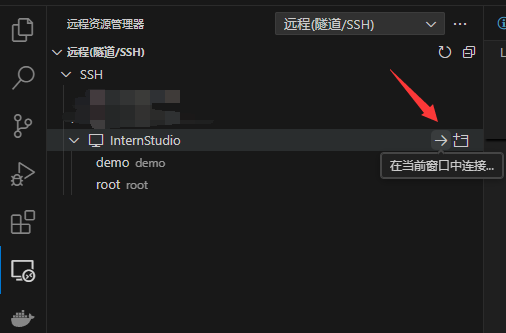 远程资源管理器 远程(隧道/SSH)
远程(隧道/SSH)
SSH
InternStudio
在当前窗口中连接...
demo demo
root root